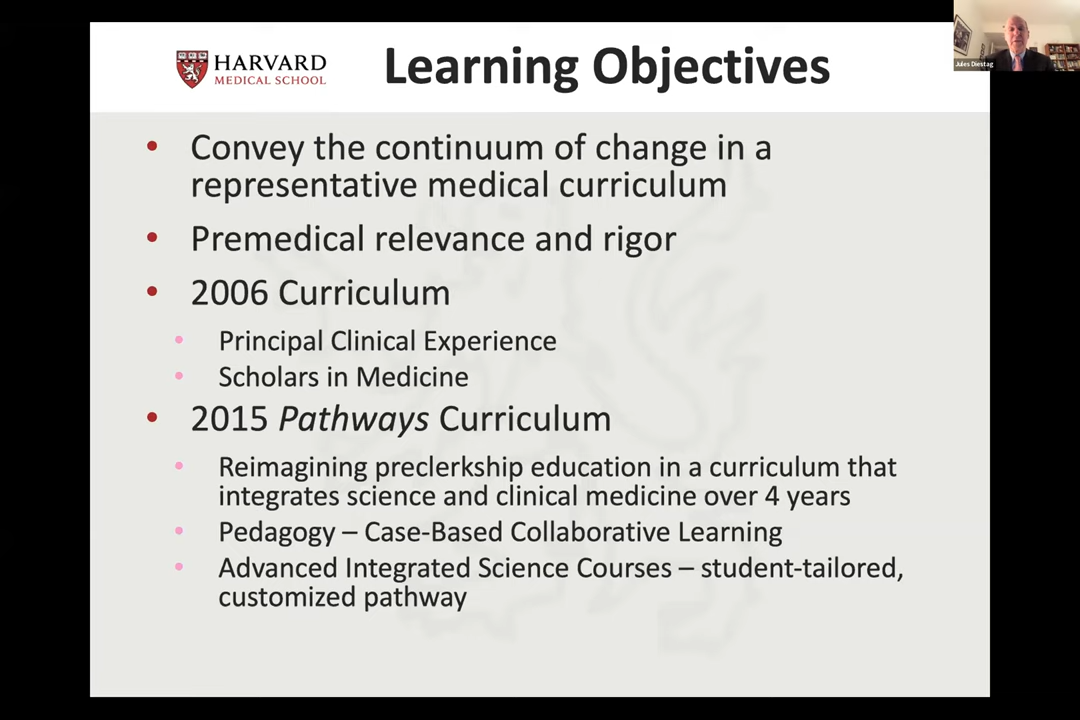 HARVARD
MEDICAL SCHOOL
Learning Objectives
Jules Dienstag
• Convey the continuum of change in a
representative medical curriculum
• Premedical relevance and rigor
• 2006 Curriculum
• Principal Clinical Experience
• Scholars in Medicine
• 2015 Pathways Curriculum
• Reimagining preclerkship education in a curriculum that
integrates science and clinical medicine over 4 years
• Pedagogy – Case-Based Collaborative Learning
• Advanced Integrated Science Courses – student-tailored,
customized pathway